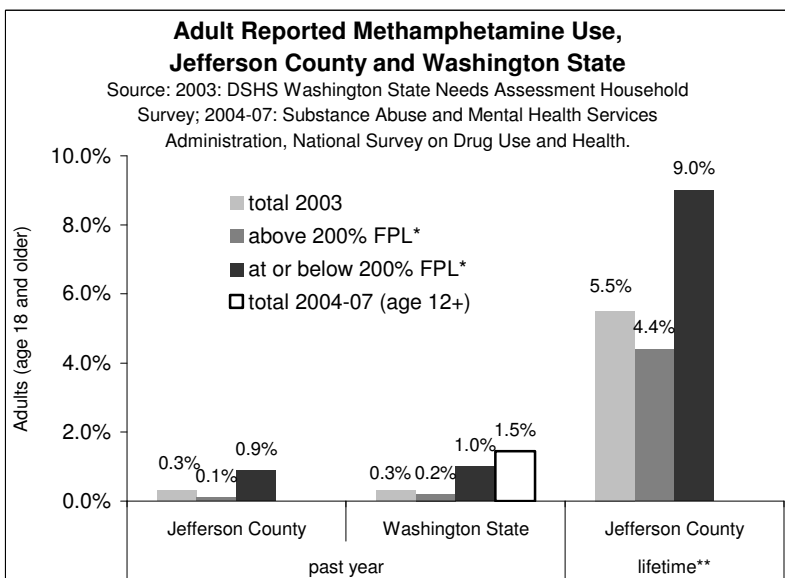 Adult Reported Methamphetamine Use,
Jefferson County and Washington State
Source: 2003: DSHS Washington State Needs Assessment Household
Survey; 2004-07: Substance Abuse and Mental Health Services
Administration, National Survey on Drug Use and Health.
Adults (age 18 and older)
10.0%
8.0%
6.0%
4.0%
2.0%
0.0%
total 2003
above 200% FPL*
at or below 200% FPL*
total 2004-07 (age 12+)
0.3%
0.1%
0.9%
0.3%
0.2%
1.0%
1.5%
5.5%
4.4%
9.0%
Jefferson County
Washington State
Jefferson County
past year
lifetime**